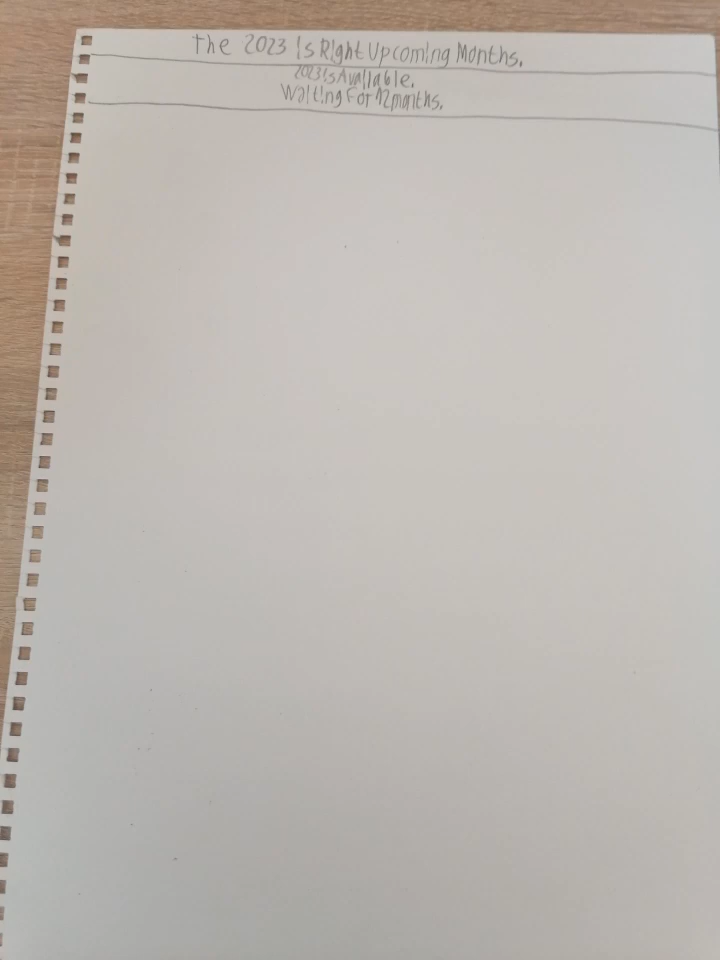 The 2023 is Right Upcoming Months.
2023 is Available.
Waiting For 12 months.